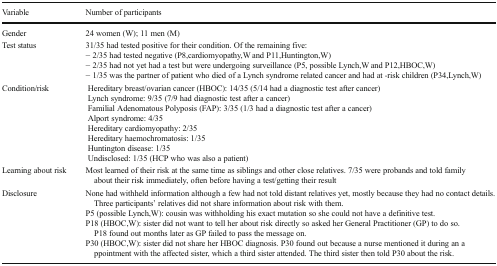 Variable Number of participants
Gender 24 women (W); 11 men (M)
Test status 31/35 had tested positive for their condition. Of the remaining five:
− 2/35 had tested negative (P8,cardiomyopathy,W and P11,Huntington,W)
− 2/35 had not yet had a test but were undergoing surveillance (P5, possible Lynch,W and P12,HBOC,W)
− 1/35 was the partner of patient who died of a Lynch syndrome related cancer and had at -risk children (P34,Lynch,W)
Condition/risk Hereditary breast/ovarian cancer (HBOC): 14/35 (5/14 had a diagnostic test after cancer)
Lynch syndrome: 9/35 (7/9 had diagnostic test after a cancer)
Familial Adenomatous Polyposis (FAP): 3/35 (1/3 had a diagnostic test after a cancer)
Alport syndrome: 4/35
Hereditary cardiomyopathy: 2/35
Hereditary haemochromatosis: 1/35
Huntington disease: 1/35
Undisclosed: 1/35 (HCP who was also a patient)
Learning about risk Most learned of their risk at the same time as siblings and other close relatives. 7/35 were probands and told family
about their risk immediately, often before having a test/getting their result
Disclosure None had withheld information although a few had not told distant relatives yet, mostly because they had no contact details.
Three participants' relatives did not share information about risk with them.
P5 (possible Lynch,W): cousin was withholding his exact mutation so she could not have a definitive test.
P18 (HBOC,W): sister did not want to tell her about risk directly so asked her General Practitioner (GP) to do so.
P18 found out months later as GP failed to pass the message on.
P30 (HBOC,W): sister did not share her HBOC diagnosis. P30 found out because a nurse mentioned it during an a
ppointment with the affected sister, which a third sister attended. The third sister then told P30 about the risk.